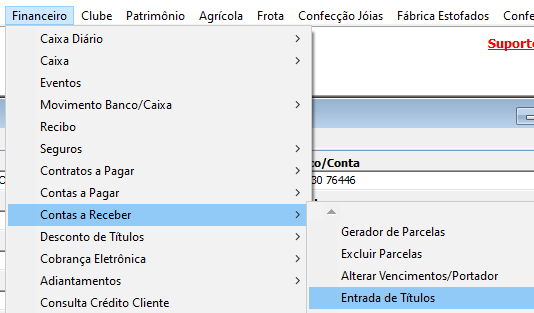 Financeiro Clube Patrimônio Agrícola Frota Confecção Jóias Fábrica Estofados
Suporte
Caixa Diário
Caixa
Eventos
Movimento Banco/Caixa
Recibo
Seguros
Contratos a Pagar
o/Conta
Contas a Pagar
30 76446
Contas a Receber
Gerador de Parcelas
Desconto de Títulos
Excluir Parcelas
Cobrança Eletrônica
Alterar Vencimentos/Portador
Adiantamentos
Entrada de Títulos
Consulta Crédito Cliente